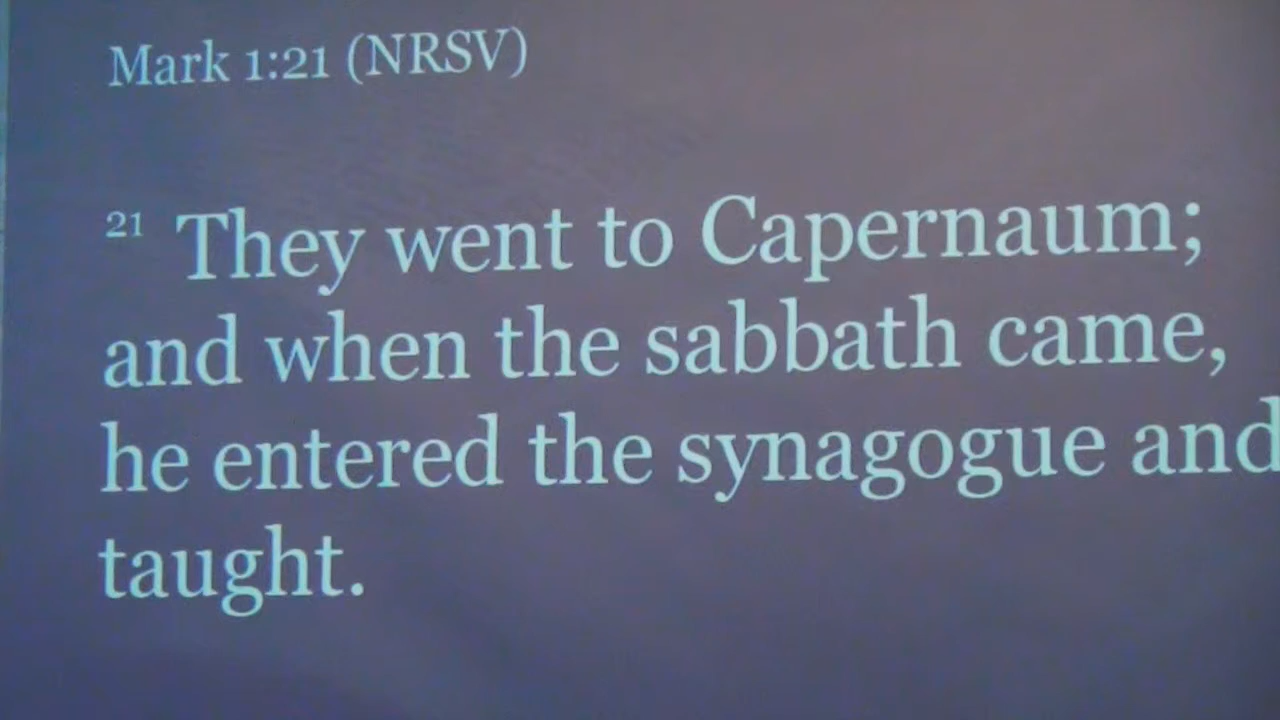 Mark 1:21 (NRSV)
21 They went to Capernaum;
and when the sabbath came,
he entered the synagogue and
taught.